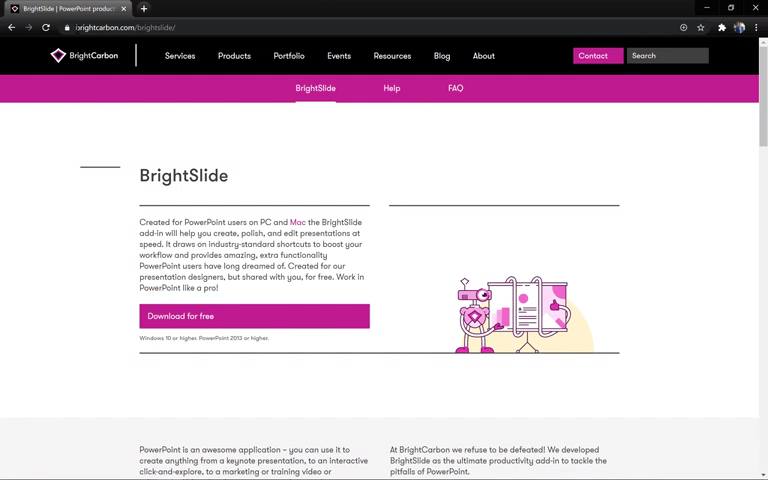 BrightSlide | PowerPoint product
brightcarbon.com/brightslide/
BrightCarbon
Services
Products
Portfolio
Events
Resources
Blog
About
Contact
Search
BrightSlide
Help
FAQ
BrightSlide
Created for PowerPoint users on PC and Mac the BrightSlide
add-in will help you create, polish, and edit presentations at
speed. It draws on industry-standard shortcuts to boost your
workflow and provides amazing, extra functionality
PowerPoint users have long dreamed of. Created for our
presentation designers, but shared with you, for free. Work in
PowerPoint like a pro!
Download for free
Windows 10 or higher. PowerPoint 2013 or higher.
PowerPoint is an awesome application – you can use it to
create anything from a keynote presentation, to an interactive
click-and-explore, to a marketing or training video or
At BrightCarbon we refuse to be defeated! We developed
BrightSlide as the ultimate productivity add-in to tackle the
pitfalls of PowerPoint.